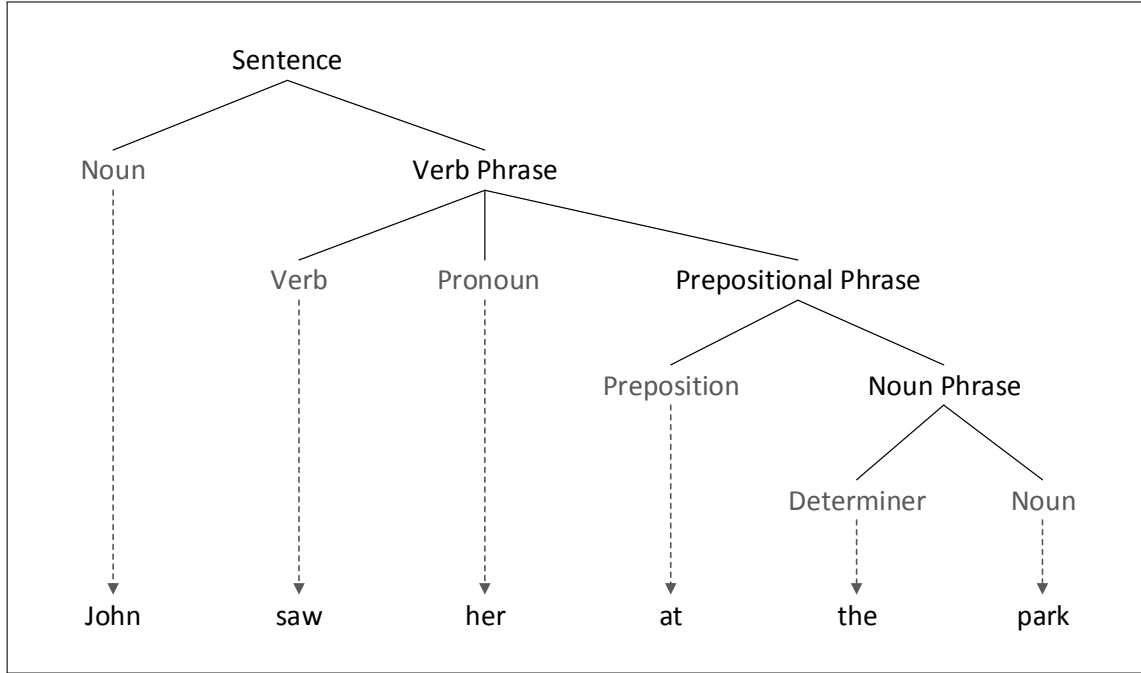 Sentence
Noun Verb Phrase
Verb Pronoun Prepositional Phrase
Preposition Noun Phrase
Determiner Noun
John saw her at the park